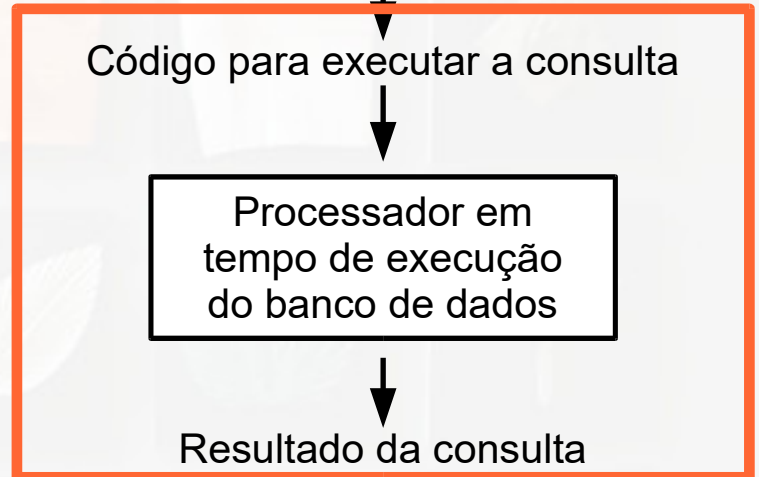 Código para executar a consulta
Processador em
tempo de execução
do banco de dados
Resultado da consulta